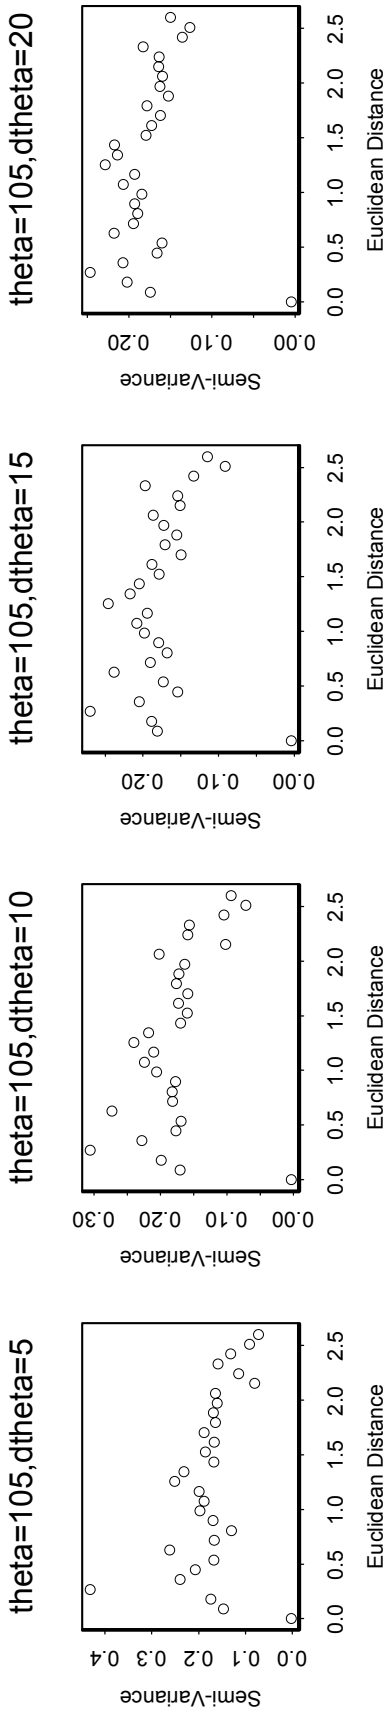 theta=105,dtheta=5
Semi-Variance
0.0 0.1 0.2 0.3 0.4
0.0 0.5 1.0 1.5 2.0 2.5
Euclidean Distance
theta=105,dtheta=10
Semi-Variance
0.00 0.10 0.20 0.30
0.0 0.5 1.0 1.5 2.0 2.5
Euclidean Distance
theta=105,dtheta=15
Semi-Variance
0.00 0.10 0.20
0.0 0.5 1.0 1.5 2.0 2.5
Euclidean Distance
theta=105,dtheta=20
Semi-Variance
0.00 0.10 0.20
0.0 0.5 1.0 1.5 2.0 2.5
Euclidean Distance